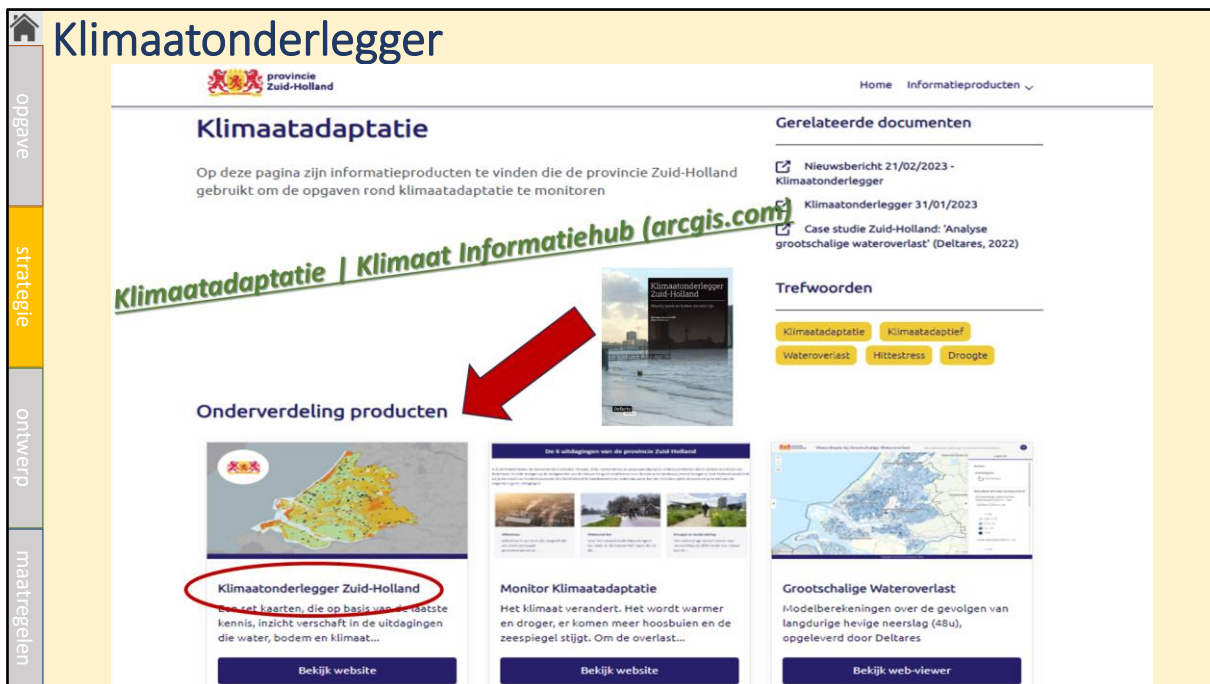 Klimaatonderlegger
opgave
strategie
ontwerp
maatregelen
provincie
Zuid-Holland
Home Informatieproducten
Klimaatadaptatie
Op deze pagina zijn informatieproducten te vinden die de provincie Zuid-Holland
gebruikt om de opgaven rond klimaatadaptatie te monitoren
Klimaatadaptatie | Klimaat Informatiehub (arcgis.com)
Gerelateerde documenten
Nieuwsbericht 21/02/2023 -
Klimaatonderlegger
Klimaatonderlegger 31/01/2023
Case studie Zuid-Holland: 'Analyse
grootschalige wateroverlast' (Deltares, 2022)
Trefwoorden
Klimaatadaptatie Klimaatadaptief
Wateroverlast Hittestress Droogte
Klimaatonderlegger
Zuid-Holland
Onderverdeling producten
De 6 uitdagingen van de provincie Zuid-Holland
Klimaatonderlegger Zuid-Holland
Een set kaarten, die op basis van de laatste
kennis, inzicht verschaft in de uitdagingen
die water, bodem en klimaat...
Bekijk website
Monitor Klimaatadaptatie
Het klimaat verandert. Het wordt warmer
en droger, er komen meer hoosbuien en de
zeespiegel stijgt. Om de overlast...
Bekijk website
Grootschalige Wateroverlast
Modelberekeningen over de gevolgen van
langdurige hevige neerslag (48u),
opgeleverd door Deltares
Bekijk web-viewer